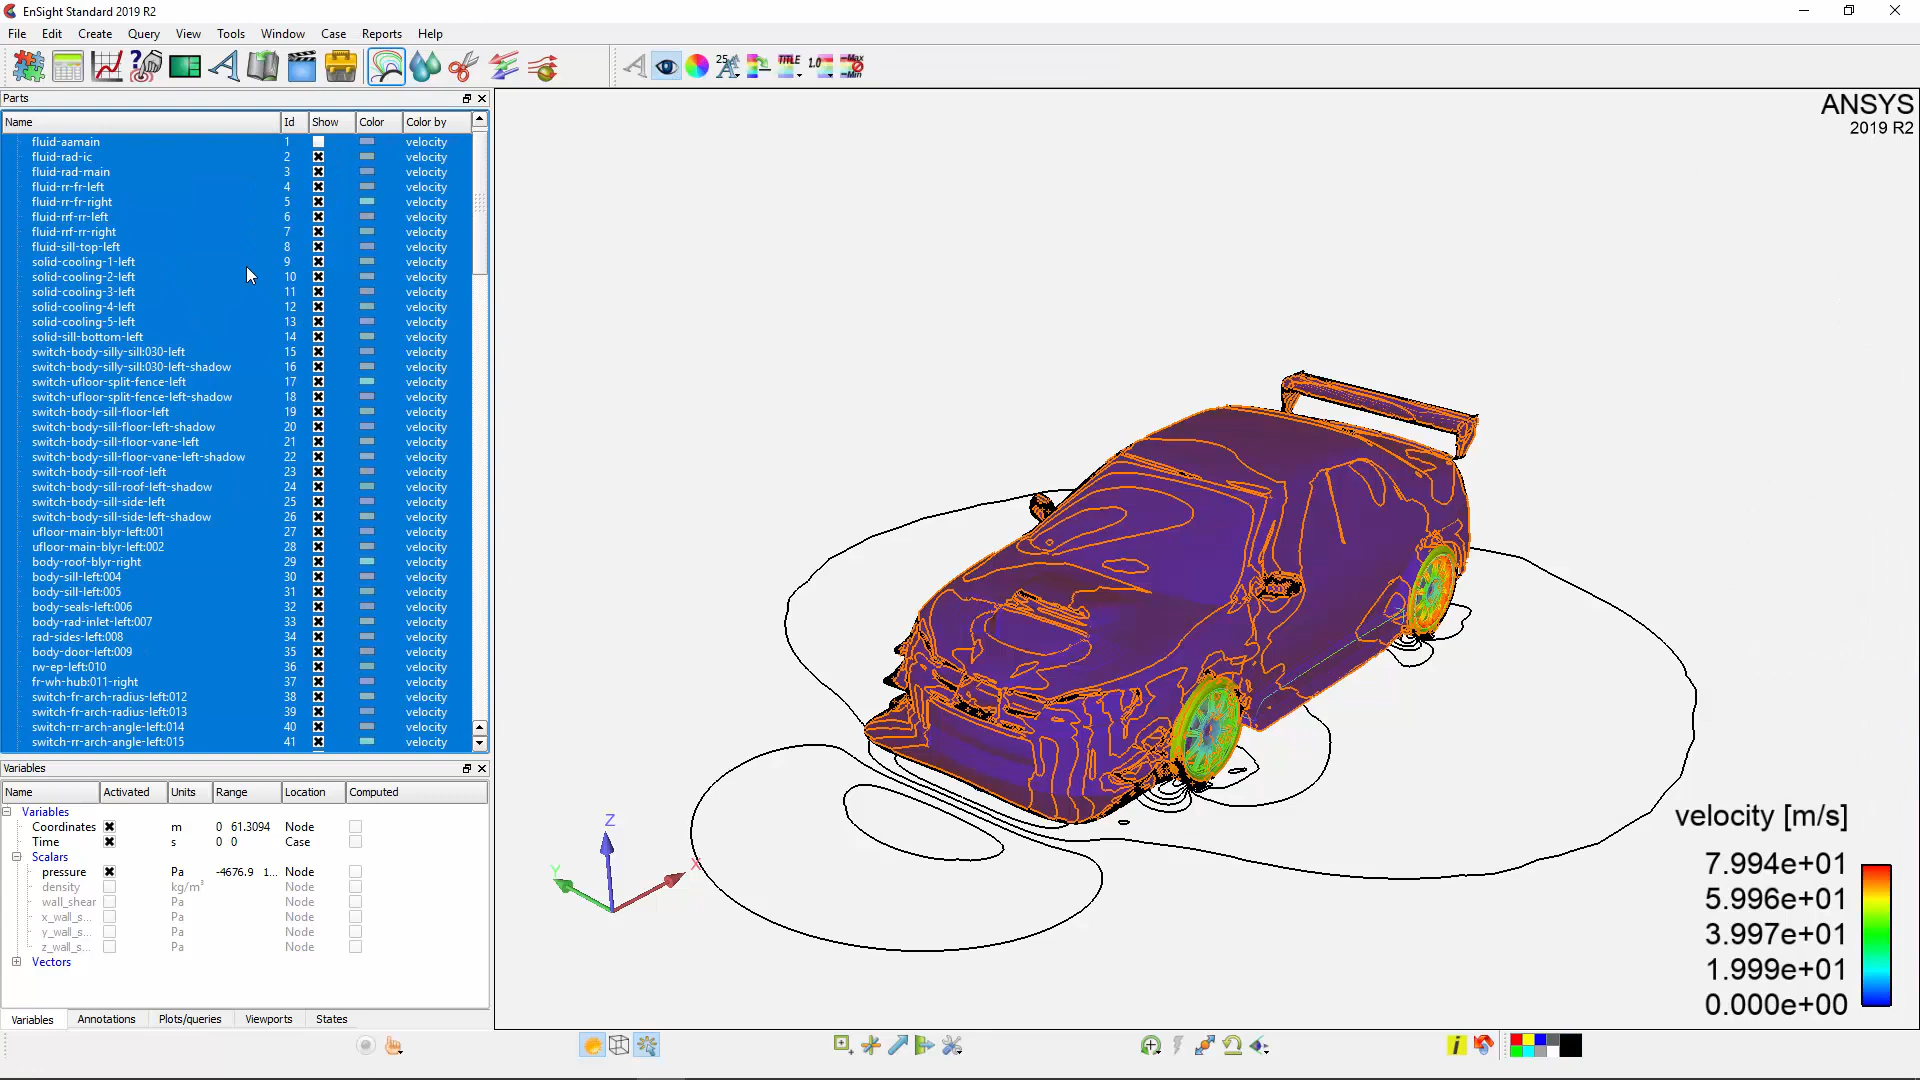 EnSight Standard 2019 R2
File Edit Create Query View Tools Window Case Reports Help
25 TITLE 1.0 Max Min
Parts
Name Id Show Color Color by
fluid-aamain 1 velocity
fluid-rad-ic 2 velocity
fluid-rad-main 3 velocity
fluid-rr-fr-left 4 velocity
fluid-rr-fr-right 5 velocity
fluid-rrf-rr-left 6 velocity
fluid-rrf-rr-right 7 velocity
fluid-sill-top-left 8 velocity
solid-cooling-1-left 9 velocity
solid-cooling-2-left 10 velocity
solid-cooling-3-left 11 velocity
solid-cooling-4-left 12 velocity
solid-cooling-5-left 13 velocity
solid-sill-bottom-left 14 velocity
switch-body-silly-sill:030-left 15 velocity
switch-body-silly-sill:030-left-shadow 16 velocity
switch-ufloor-split-fence-left 17 velocity
switch-ufloor-split-fence-left-shadow 18 velocity
switch-body-sill-floor-left 19 velocity
switch-body-sill-floor-left-shadow 20 velocity
switch-body-sill-floor-vane-left 21 velocity
switch-body-sill-floor-vane-left-shadow 22 velocity
switch-body-sill-roof-left 23 velocity
switch-body-sill-roof-left-shadow 24 velocity
switch-body-sill-side-left 25 velocity
switch-body-sill-side-left-shadow 26 velocity
ufloor-main-blyr-left:001 27 velocity
ufloor-main-blyr-left:002 28 velocity
body-roof-blyr-right 29 velocity
body-sill-left:004 30 velocity
body-sill-left:005 31 velocity
body-seals-left:006 32 velocity
body-rad-inlet-left:007 33 velocity
rad-sides-left:008 34 velocity
body-door-left:009 35 velocity
rw-ep-left:010 36 velocity
fr-wh-hub:011-right 37 velocity
switch-fr-arch-radius-left:012 38 velocity
switch-fr-arch-radius-left:013 39 velocity
switch-rr-arch-angle-left:014 40 velocity
switch-rr-arch-angle-left:015 41 velocity
Variables
Name Activated Units Range Location Computed
Variables
Coordinates m 0 61.3094 Node
Time s 0 0 Case
Scalars
pressure Pa -4676.9 1... Node
density kg/m³ Node
wall_shear Pa Node
x_wall_s... Pa Node
y_wall_s... Pa Node
z_wall_s... Pa Node
Vectors
Variables Annotations Plots/queries Viewports States
ANSYS
2019 R2
Z
Y
X
velocity [m/s]
7.994e+01
5.996e+01
3.997e+01
1.999e+01
0.000e+00